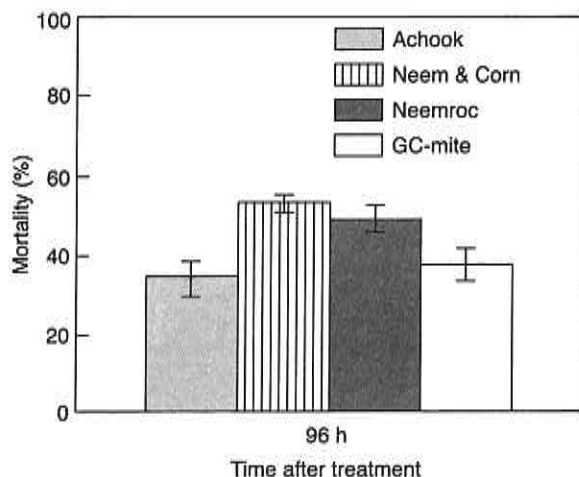 100
80
60
40
20
0
Mortality (%)
Achook
Neem & Corn
Neemroc
GC-mite
96 h
Time after treatment